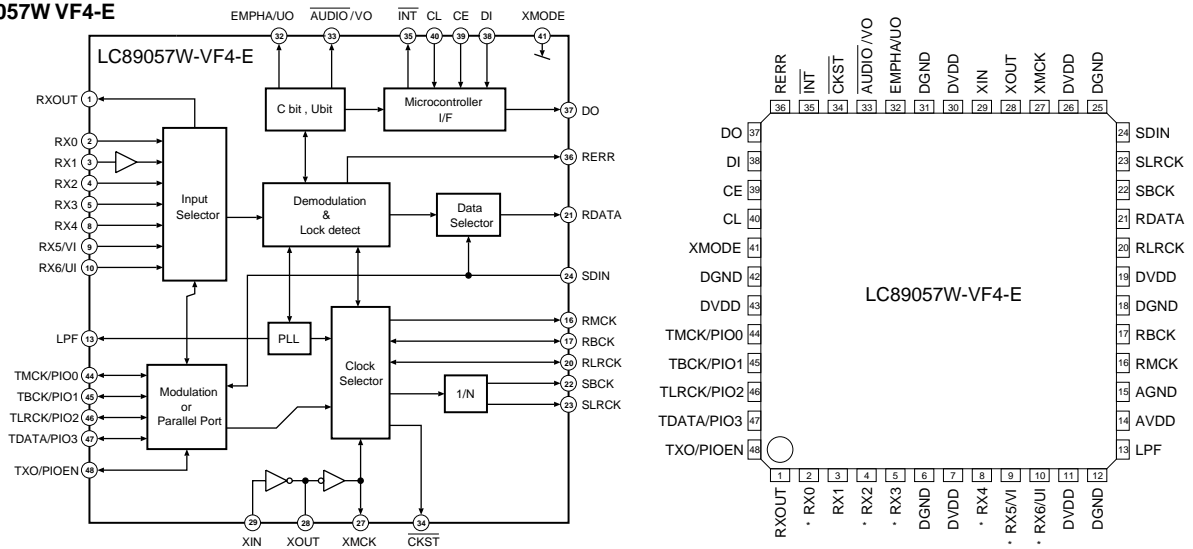 057W VF4-E
EMPHA/UO AUDIO/VO INT CL CE DI XMODE
32 33 35 40 39 38 41
LC89057W-VF4-E
RXOUT 1
C bit , Ubit
Microcontroller
I/F
37 DO
RX0 2
RX1 3
RX2 4
RX3 5
RX4 8
RX5/VI 9
RX6/UI 10
Input
Selector
36 RERR
Demodulation
&
Lock detect
Data
Selector
21 RDATA
24 SDIN
LPF 13
PLL
Clock
Selector
16 RMCK
17 RBCK
20 RLRCK
1/N
22 SBCK
23 SLRCK
TMCK/PIO0 44
TBCK/PIO1 45
TLRCK/PIO2 46
TDATA/PIO3 47
TXO/PIOEN 48
Modulation
or
Parallel Port
29 28 27 34
XIN XOUT XMCK CKST
RERR INT CKST AUDIO/VO EMPHA/UO DGND DVDD XIN XOUT XMCK DVDD DGND
36 35 34 33 32 31 30 29 28 27 26 25
DO 37
DI 38
CE 39
CL 40
XMODE 41
DGND 42
DVDD 43
TMCK/PIO0 44
TBCK/PIO1 45
TLRCK/PIO2 46
TDATA/PIO3 47
TXO/PIOEN 48
LC89057W-VF4-E
24 SDIN
23 SLRCK
22 SBCK
21 RDATA
20 RLRCK
19 DVDD
18 DGND
17 RBCK
16 RMCK
15 AGND
14 AVDD
13 LPF
1 2 3 4 5 6 7 8 9 10 11 12
RXOUT * RX0 RX1 * RX2 * RX3 DGND DVDD * RX4 * RX5/VI * RX6/UI DVDD DGND